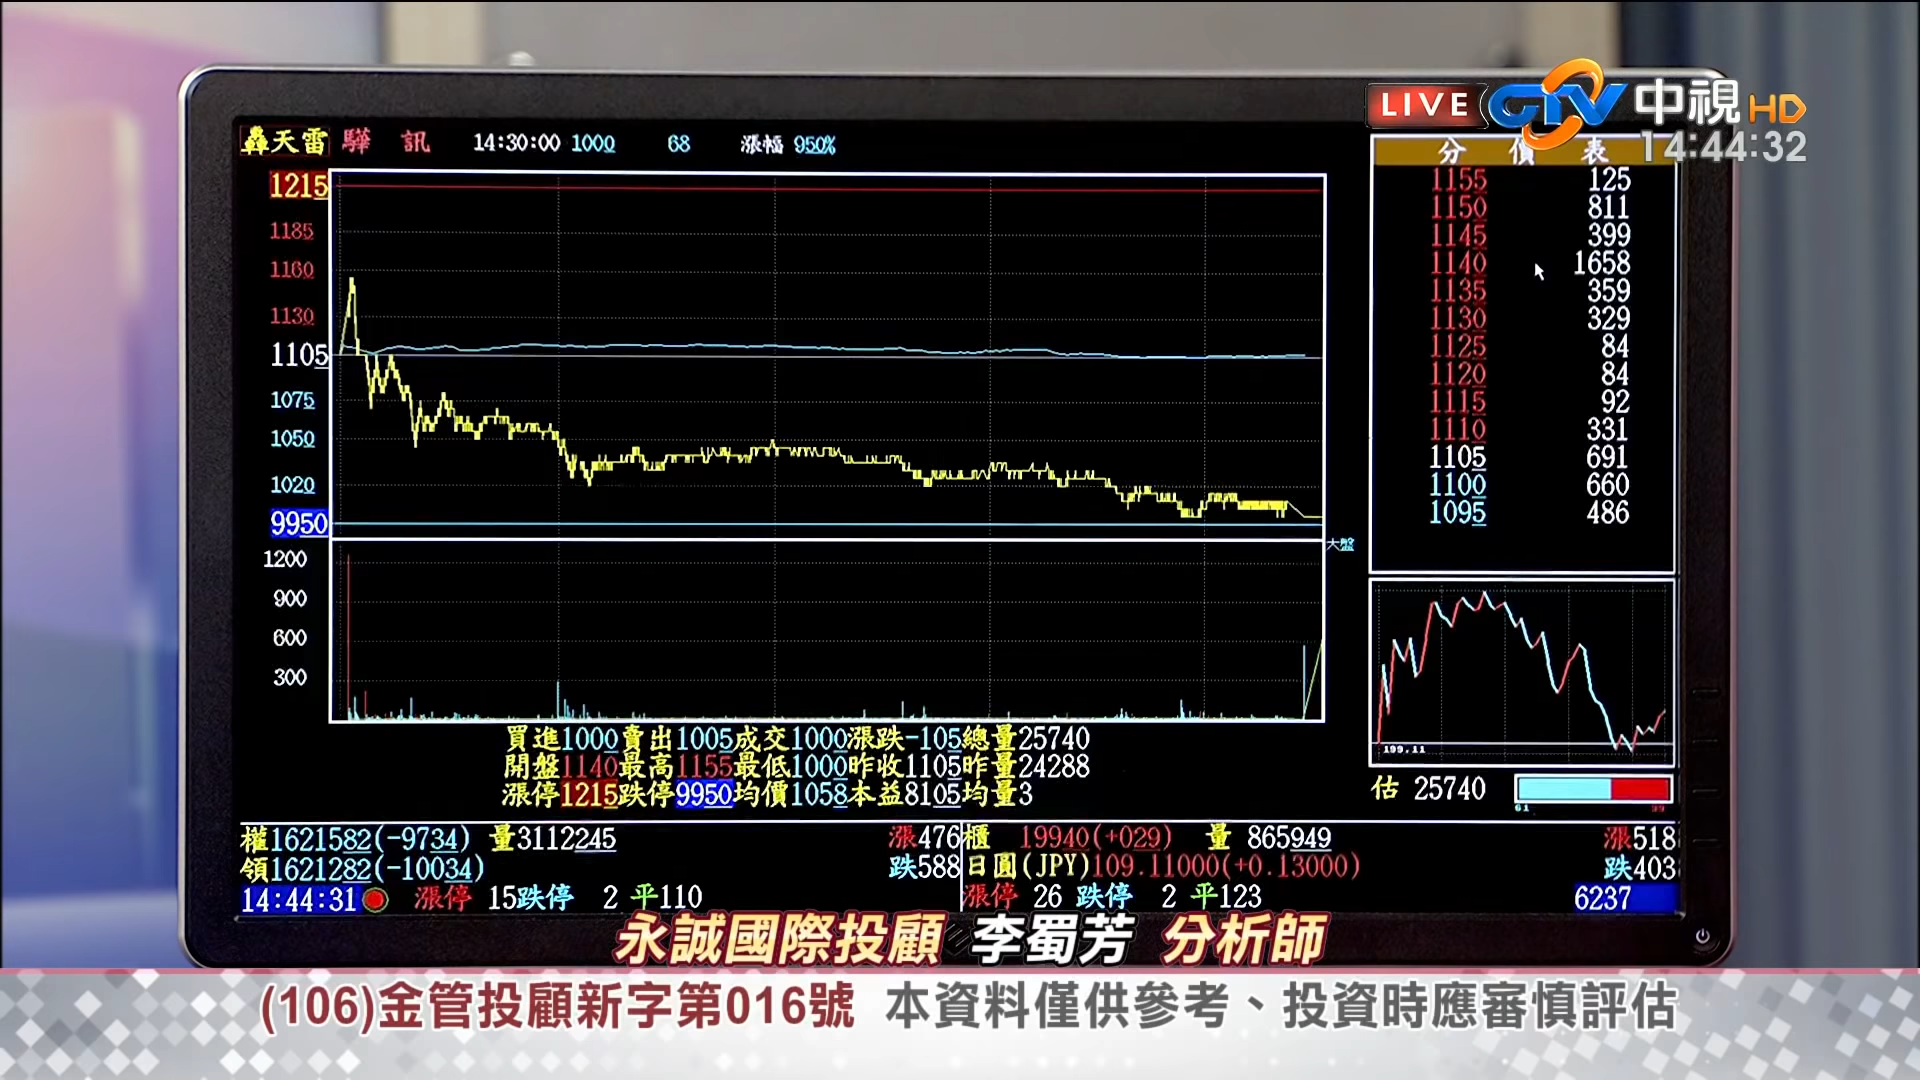 LIVE CTV 中視 HD
14:44:32
轟天雷 驊 訊 14:30:00 1000 68 漲幅 950%
1215
1185
1160
1130
1105
1075
1050
1020
9950
大盤
1200
900
600
300
分 價 表
1155 125
1150 811
1145 399
1140 1658
1135 359
1130 329
1125 84
1120 84
1115 92
1110 331
1105 691
1100 660
1095 486
199.11
估 25740
61 39
買進1000賣出1005成交1000漲跌-105總量25740
開盤1140最高1155最低1000昨收1105昨量24288
漲停1215跌停9950均價1058本益8105均量3
權1621582(-9734) 量3112245 漲476
領1621282(-10034) 跌588
14:44:31 漲停 15跌停 2 平110
櫃 19940(+029) 量 865949 漲518
日圓(JPY)109.11000(+0.13000) 跌403
漲停 26 跌停 2 平123 6237
永誠國際投顧 李蜀芳 分析師
(106)金管投顧新字第016號 本資料僅供參考、投資時應審慎評估